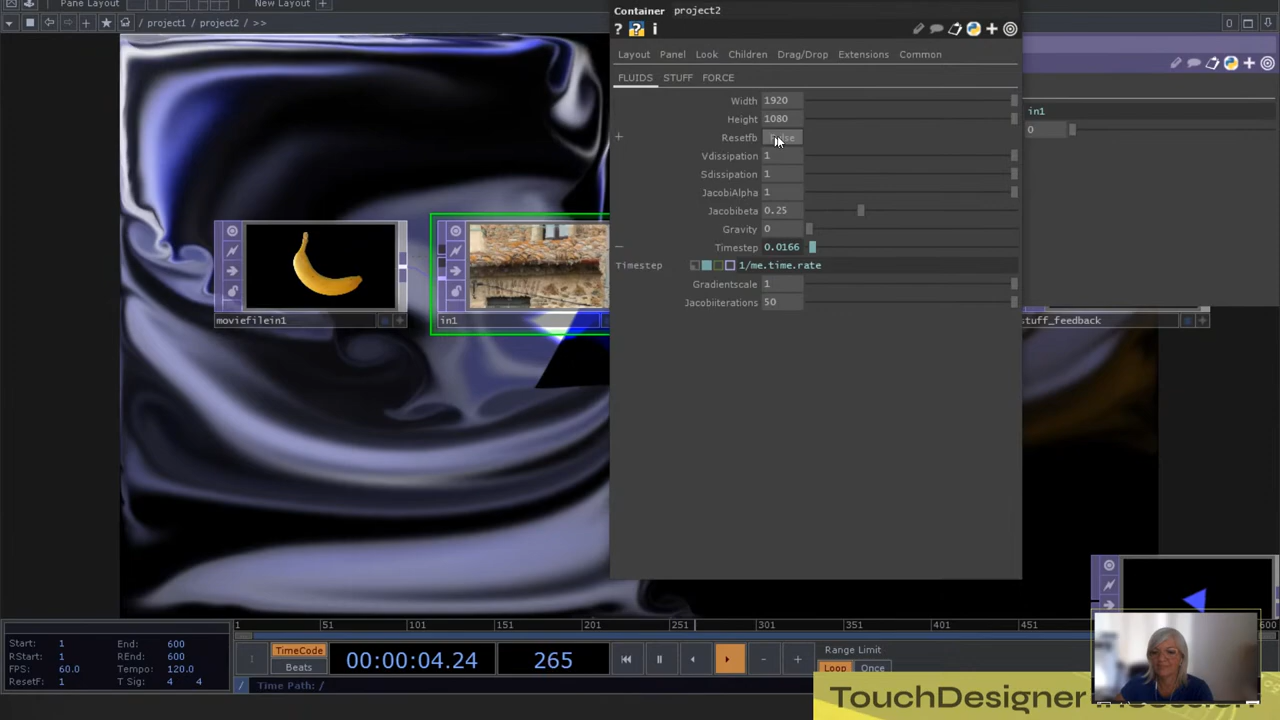 Pane Layout
New Layout
/ project1 / project2 / >>
0
Container project2
? ? i
Layout Panel Look Children Drag/Drop Extensions Common
FLUIDS STUFF FORCE
Width 1920
Height 1080
Resetfb
Vdissipation 1
Sdissipation 1
JacobiAlpha 1
Jacobibeta 0.25
Gravity 0
Timestep 0.0166
Timestep 1/me.time.rate
Gradientscale 1
Jacobiiterations 50
in1
0
moviefilein1
in1
stuff_feedback
1 51 101 151 201 251 301 351 401 451 500
Start: 1 End: 600
RStart: 1 REnd: 600
FPS: 60.0 Tempo: 120.0
ResetF: 1 T Sig: 4 4
TimeCode
Beats
00:00:04.24
265
Range Limit
Loop Once
/ Time Path: /
TouchDesigner